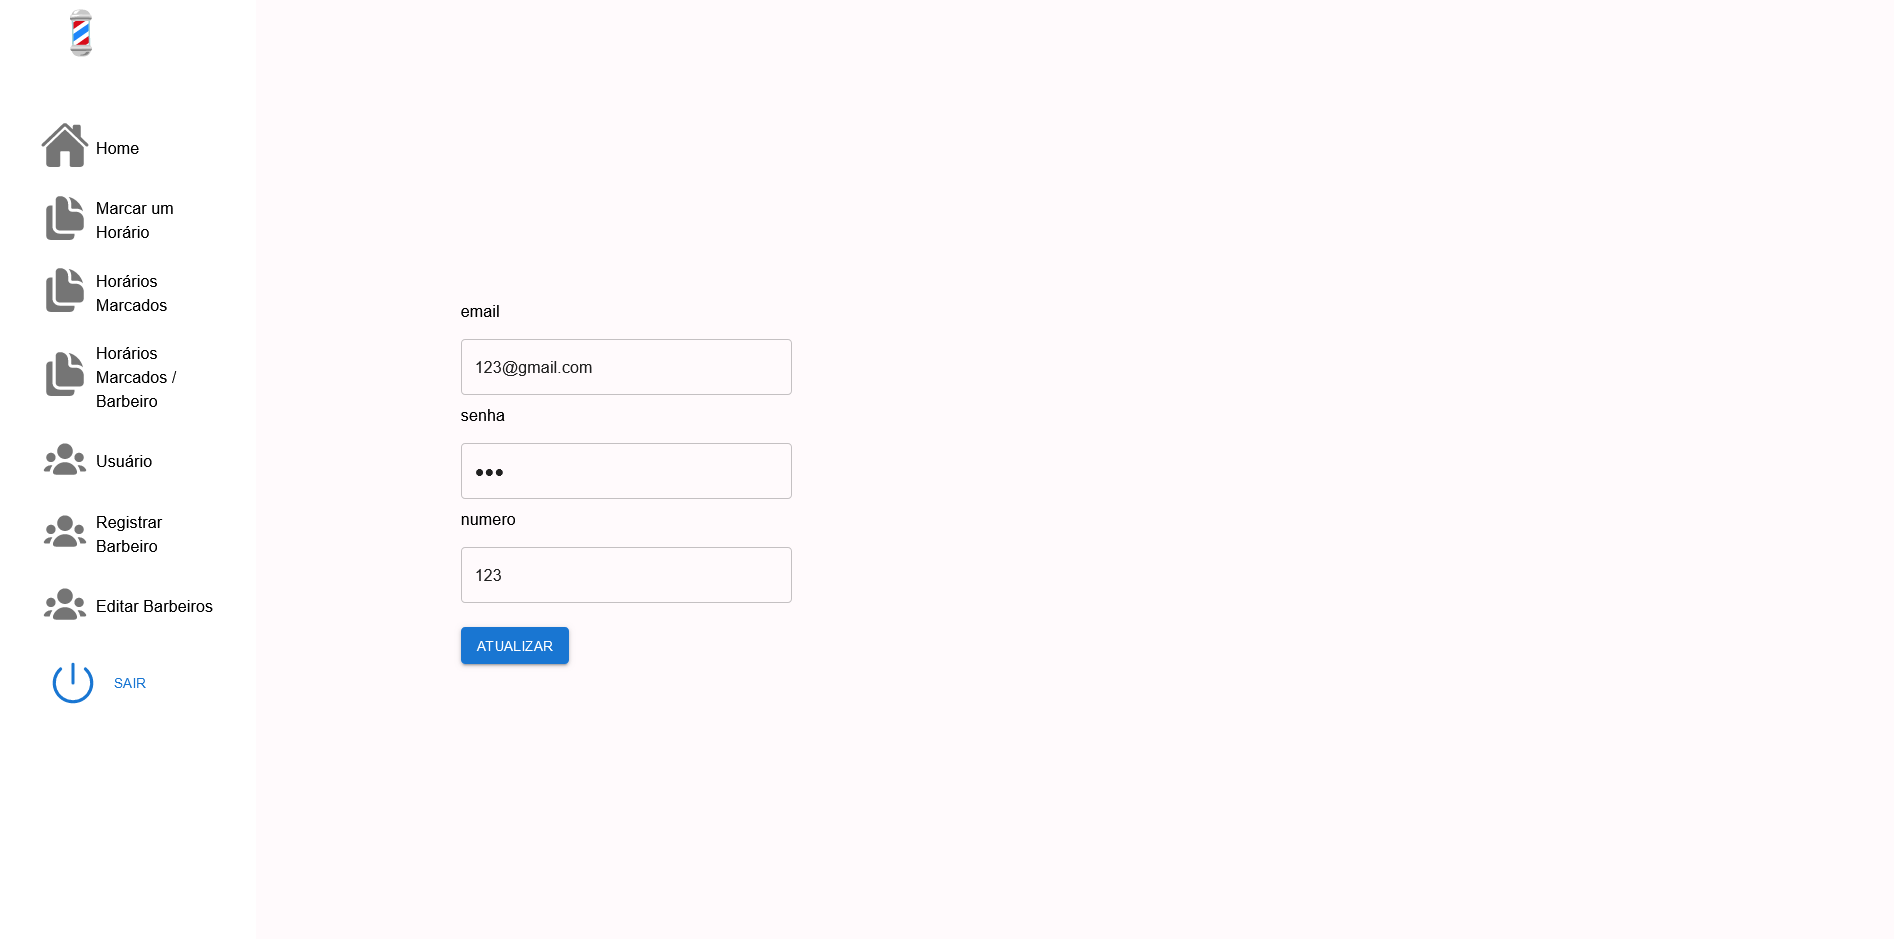 Home
Marcar um
Horário
Horários
Marcados
Horários
Marcados /
Barbeiro
Usuário
Registrar
Barbeiro
Editar Barbeiros
SAIR
email
123@gmail.com
senha
•••
numero
123
ATUALIZAR